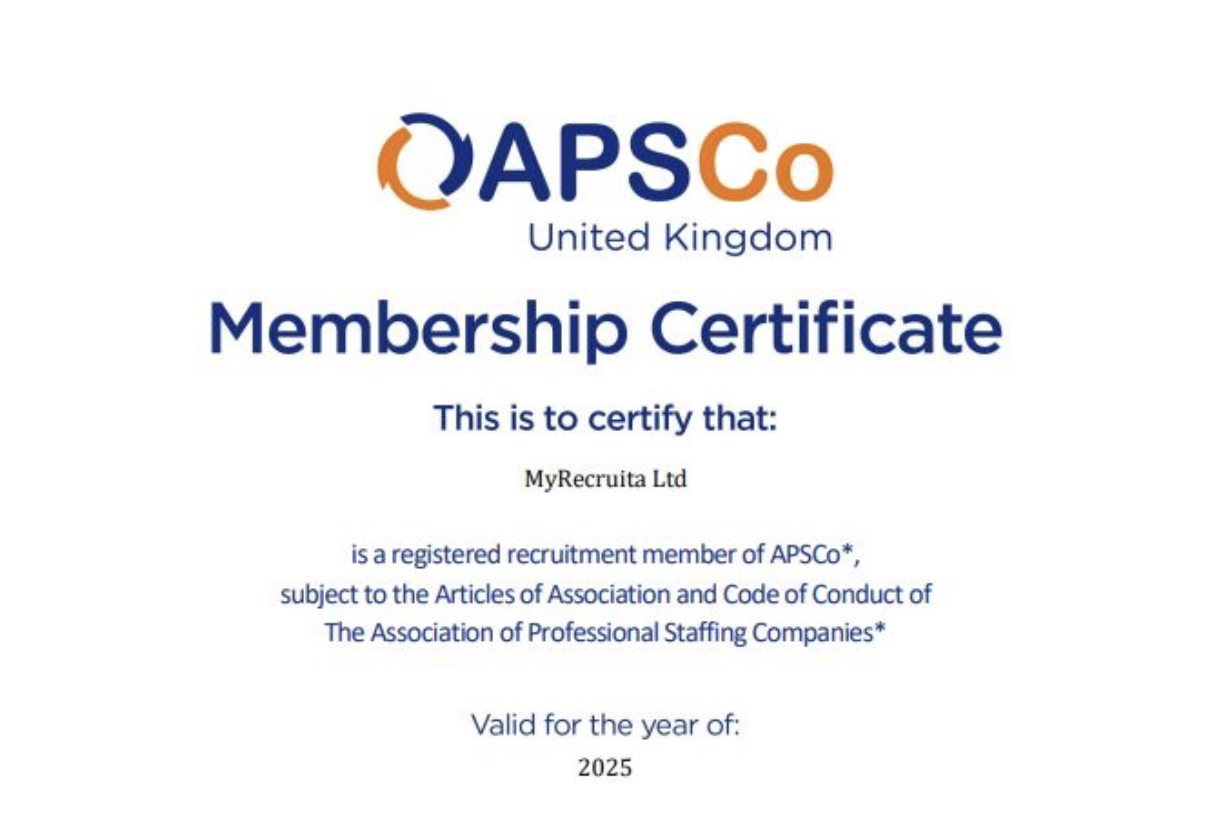 APSCo
United Kingdom
Membership Certificate
This is to certify that:
MyRecruita Ltd
is a registered recruitment member of APSCo*,
subject to the Articles of Association and Code of Conduct of
The Association of Professional Staffing Companies*
Valid for the year of:
2025